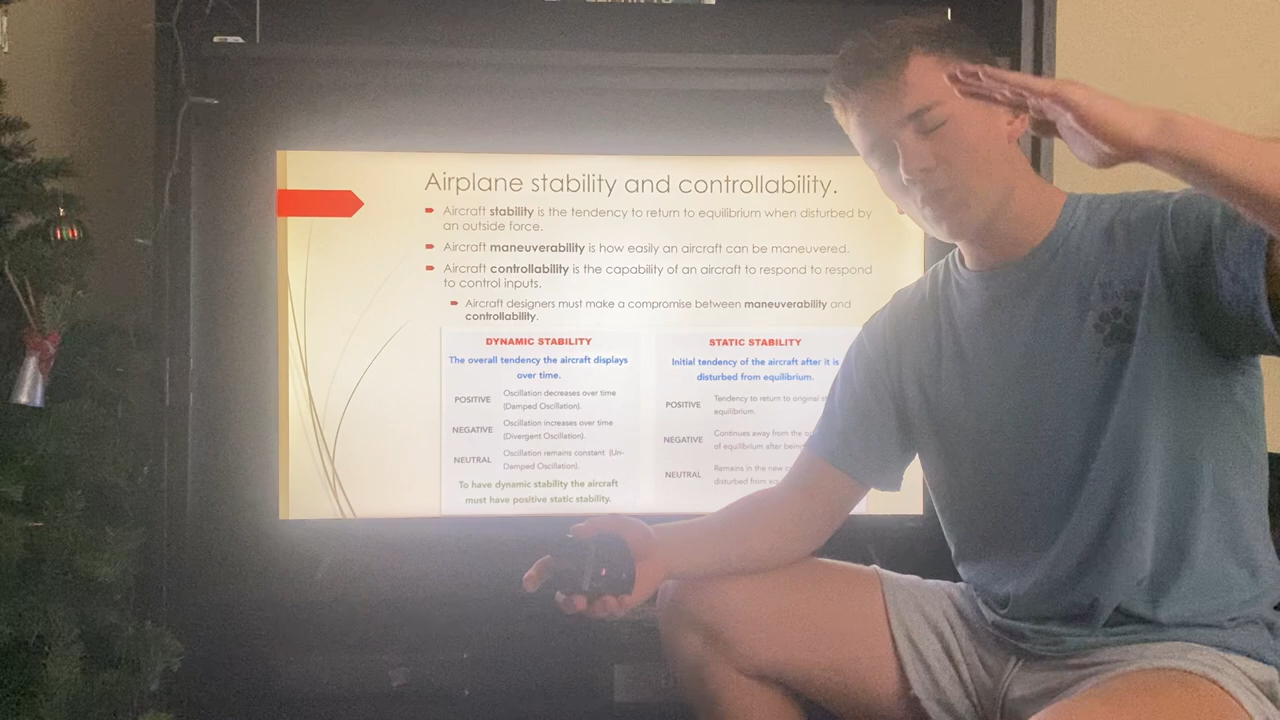 Airplane stability and controllability.
Aircraft stability is the tendency to return to equilibrium when disturbed by
an outside force.
Aircraft maneuverability is how easily an aircraft can be maneuvered.
Aircraft controllability is the capability of an aircraft to respond to respond
to control inputs.
Aircraft designers must make a compromise between maneuverability and
controllability.
DYNAMIC STABILITY
The overall tendency the aircraft displays
over time.
POSITIVE
Oscillation decreases over time
(Damped Oscillation).
NEGATIVE
Oscillation increases over time
(Divergent Oscillation).
NEUTRAL
Oscillation remains constant (Un-
Damped Oscillation).
To have dynamic stability the aircraft
must have positive static stability.
STATIC STABILITY
Initial tendency of the aircraft after it is
disturbed from equilibrium.
POSITIVE
Tendency to return to original
equilibrium.
NEGATIVE
Continues away from the
of equilibrium after
NEUTRAL
Remains in the new
disturbed from